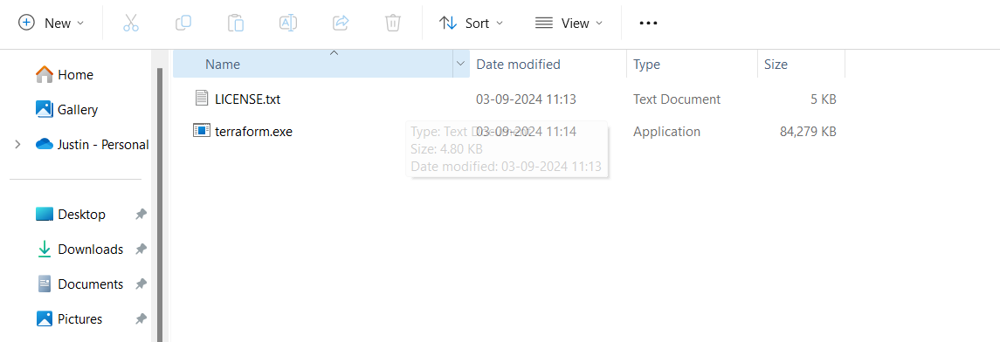 New Sort View
Name Date modified Type Size
Home
Gallery
Justin - Personal
Desktop
Downloads
Documents
Pictures
LICENSE.txt 03-09-2024 11:13 Text Document 5 KB
terraform.exe 03-09-2024 11:14 Application 84,279 KB
Type: Text Document
Size: 4.80 KB
Date modified: 03-09-2024 11:13